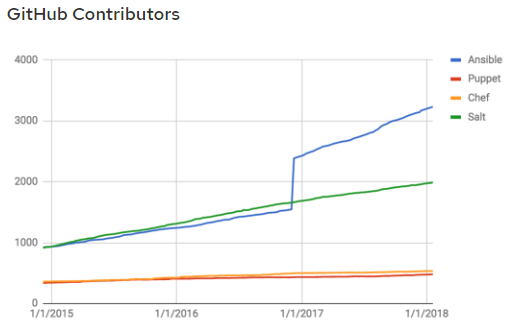 GitHub Contributors
4000
3000
2000
1000
0
1/1/2015
1/1/2016
1/1/2017
1/1/2018
Ansible
Puppet
Chef
Salt